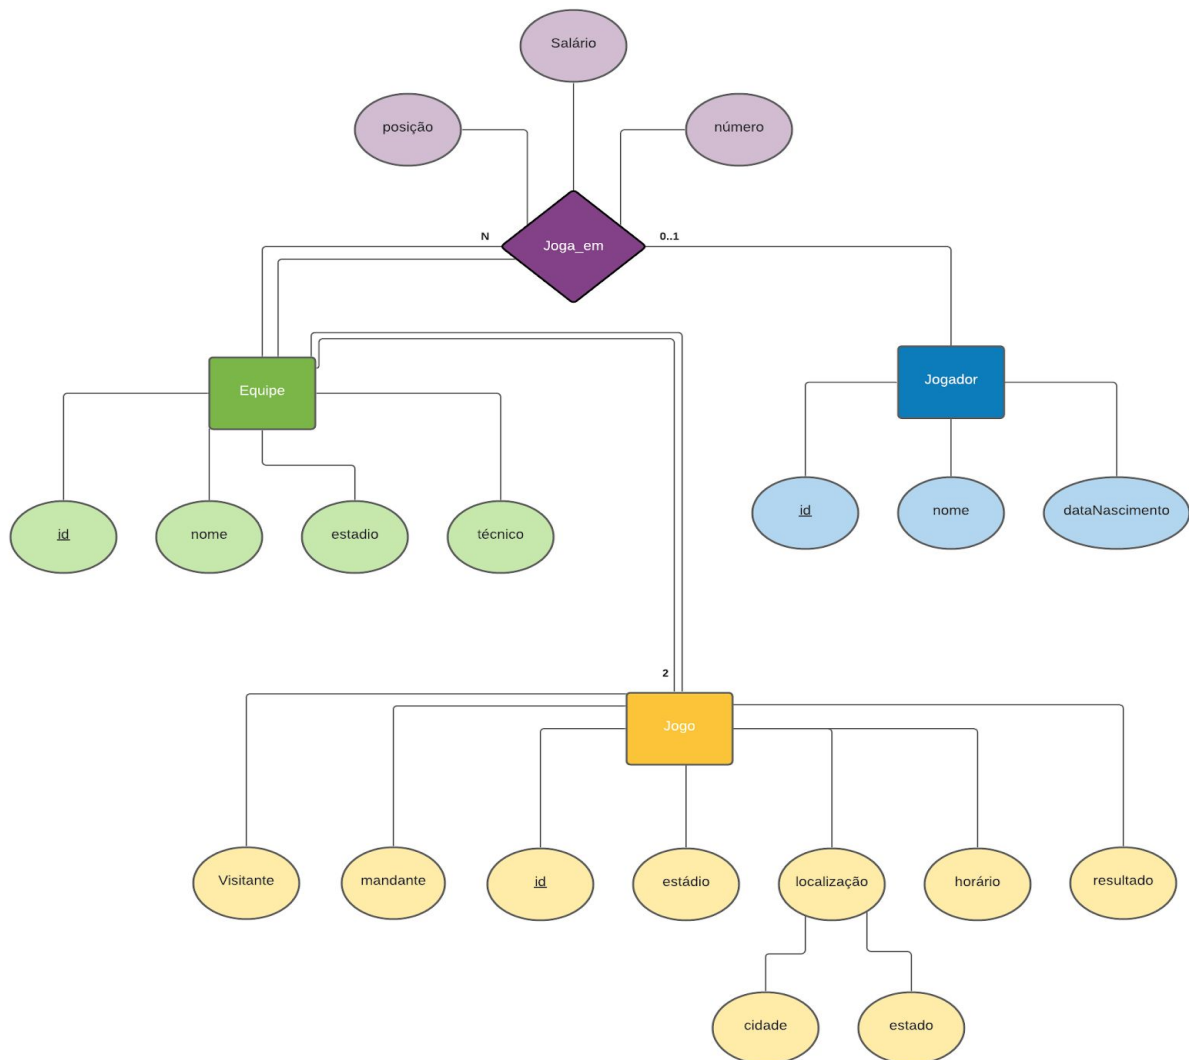 Salário
posição
número
N
Joga_em
0..1
Equipe
Jogador
id
nome
estadio
técnico
id
nome
dataNascimento
2
Jogo
Visitante
mandante
id
estádio
localização
horário
resultado
cidade
estado